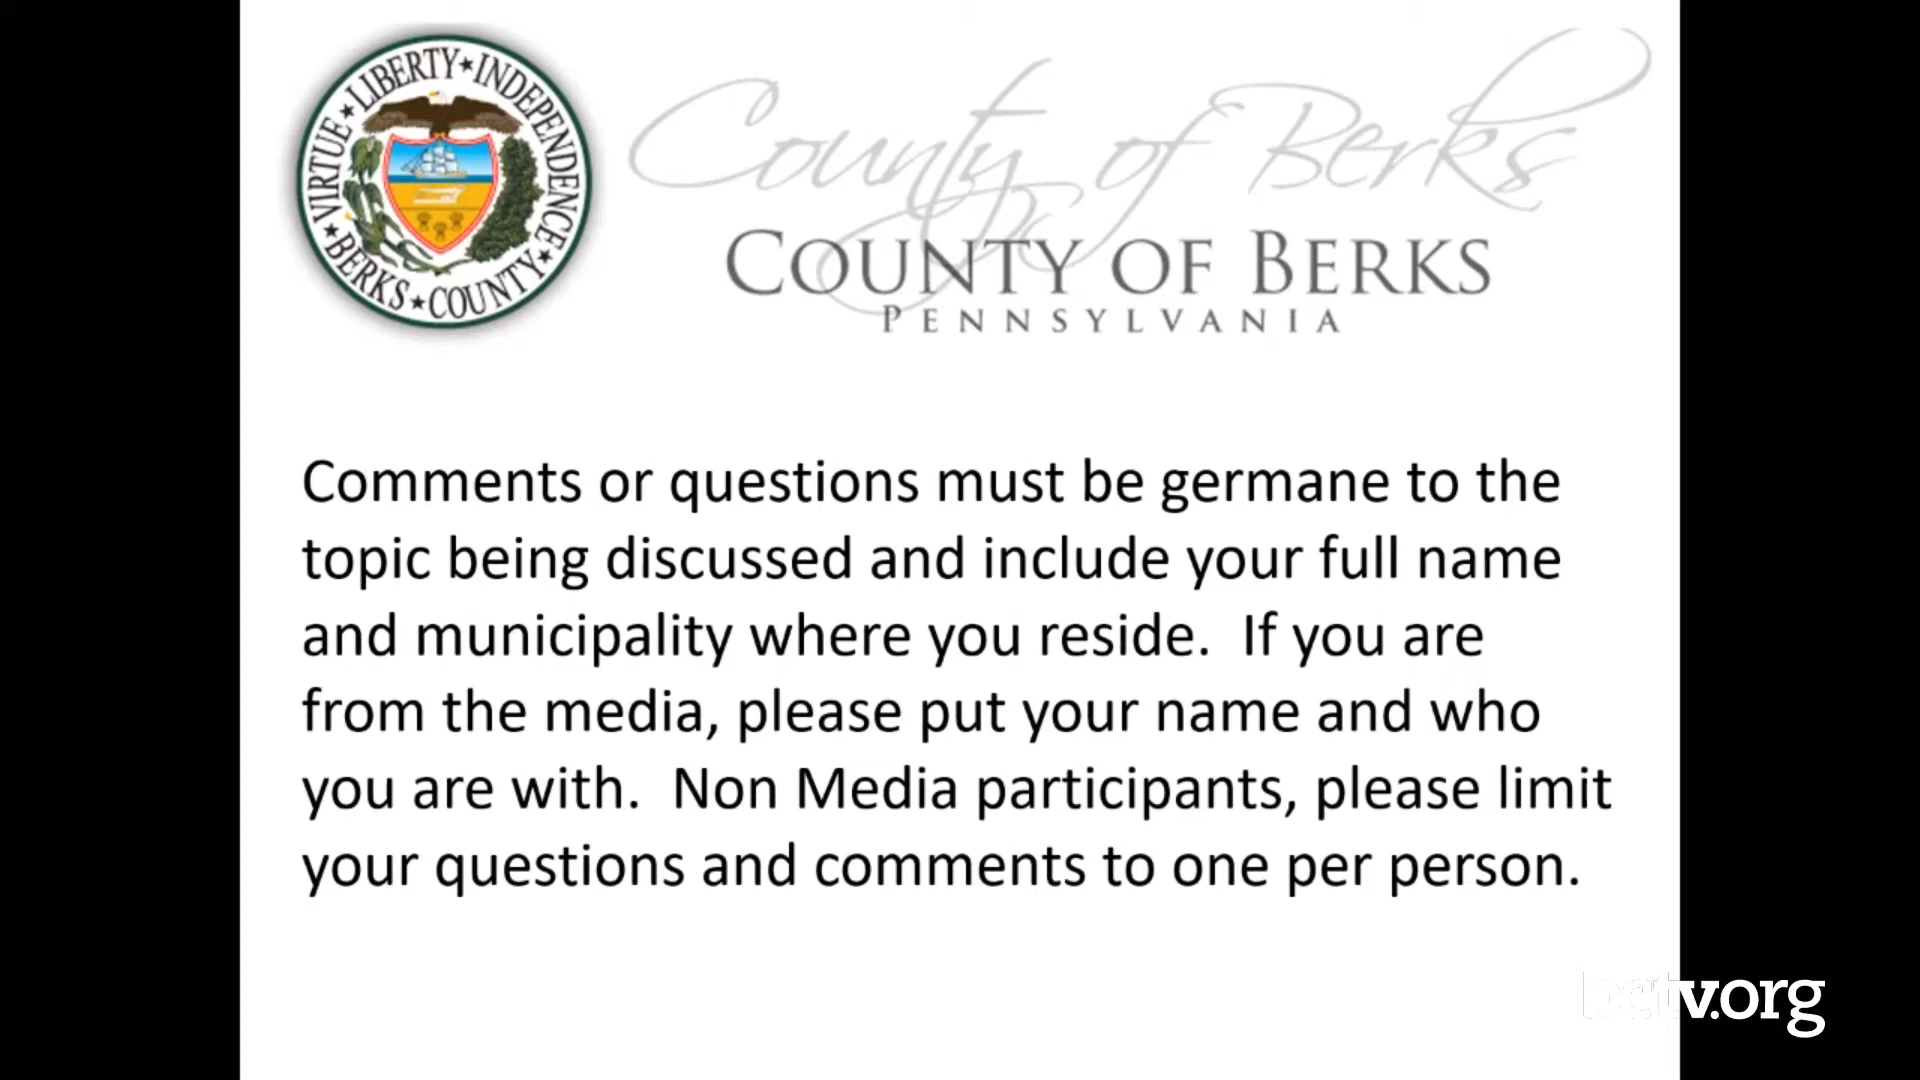 VIRTUE ★ LIBERTY ★ INDEPENDENCE
★ BERKS ★ COUNTY ★
County of Berks
COUNTY OF BERKS
PENNSYLVANIA
Comments or questions must be germane to the
topic being discussed and include your full name
and municipality where you reside.  If you are
from the media, please put your name and who
you are with.  Non Media participants, please limit
your questions and comments to one per person.
bctv.org